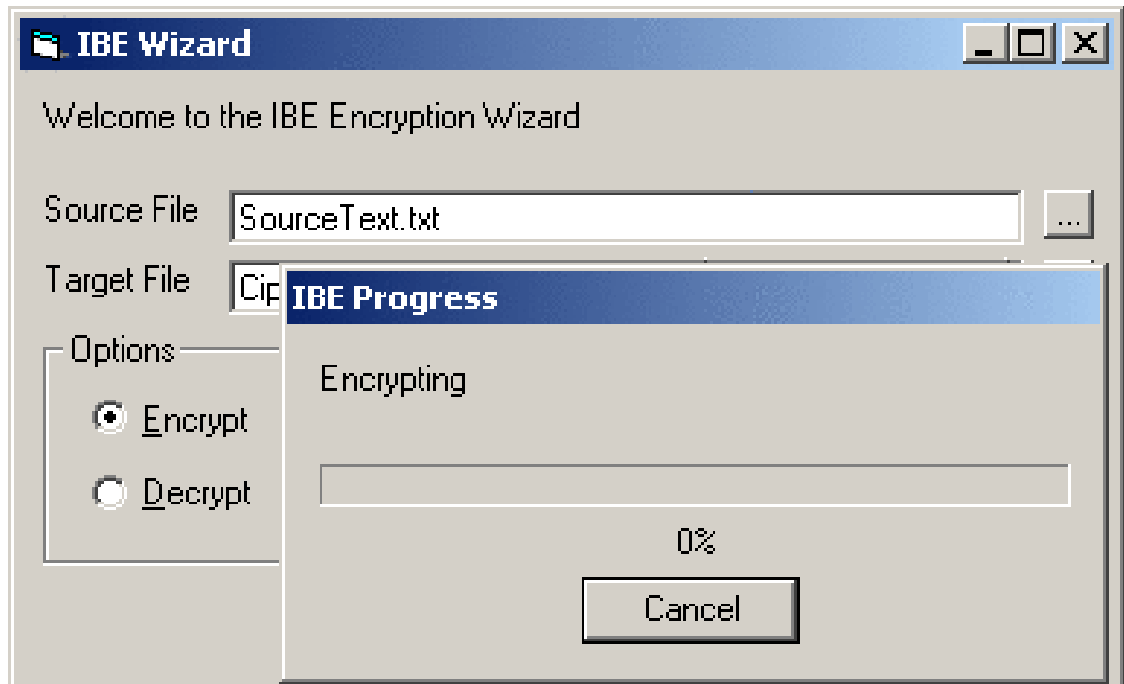 IBE Wizard
Welcome to the IBE Encryption Wizard
Source File
SourceText.txt
...
Target File
Cip
IBE Progress
Options
Encrypt
Decrypt
Encrypting
0%
Cancel